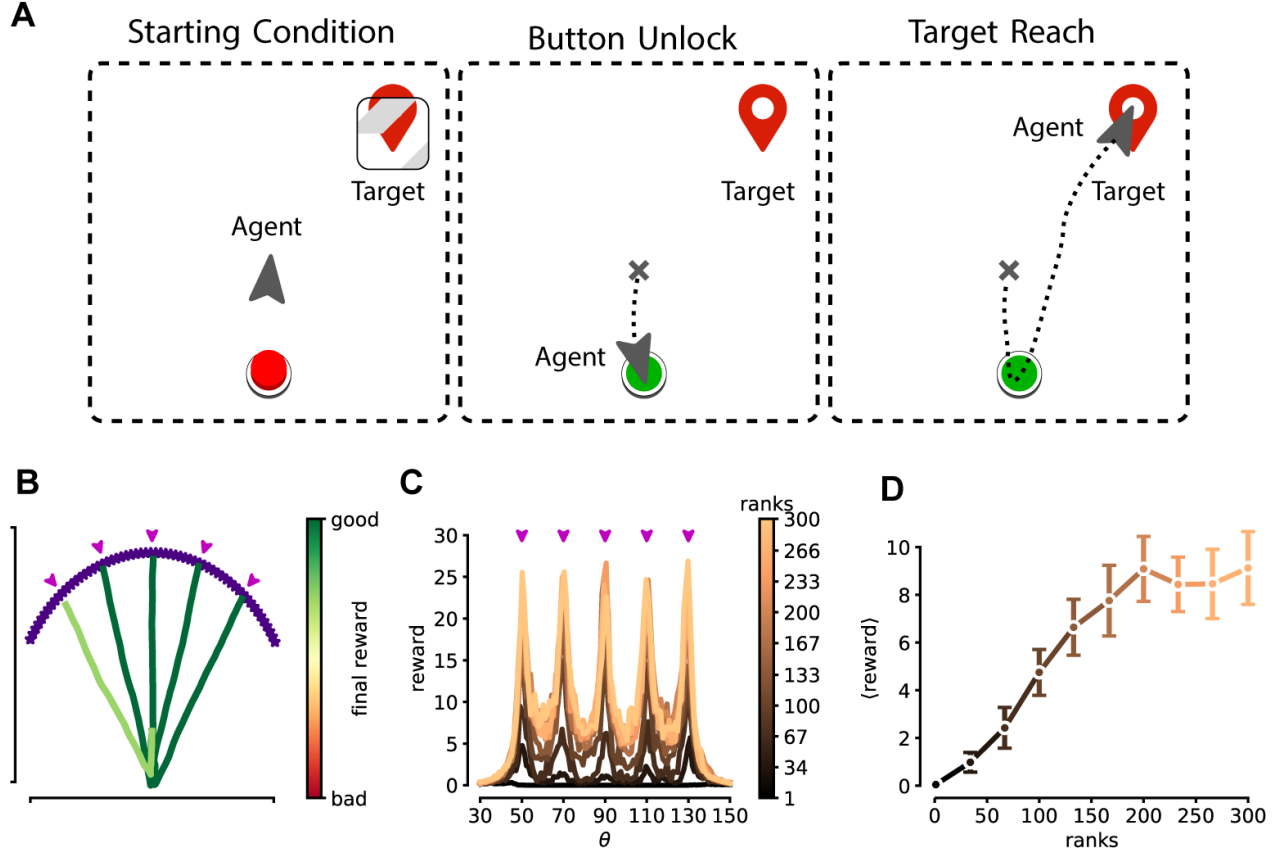 A
Starting Condition
Button Unlock
Target Reach
Agent
Target
Agent
Target
Agent
Target
B
good
final reward
bad
C
ranks
reward
30
25
20
15
10
5
0
30 50 70 90 110 130 150
θ
300
266
233
200
167
133
100
67
34
1
D
⟨reward⟩
10
8
6
4
2
0
0 50 100 150 200 250 300
ranks